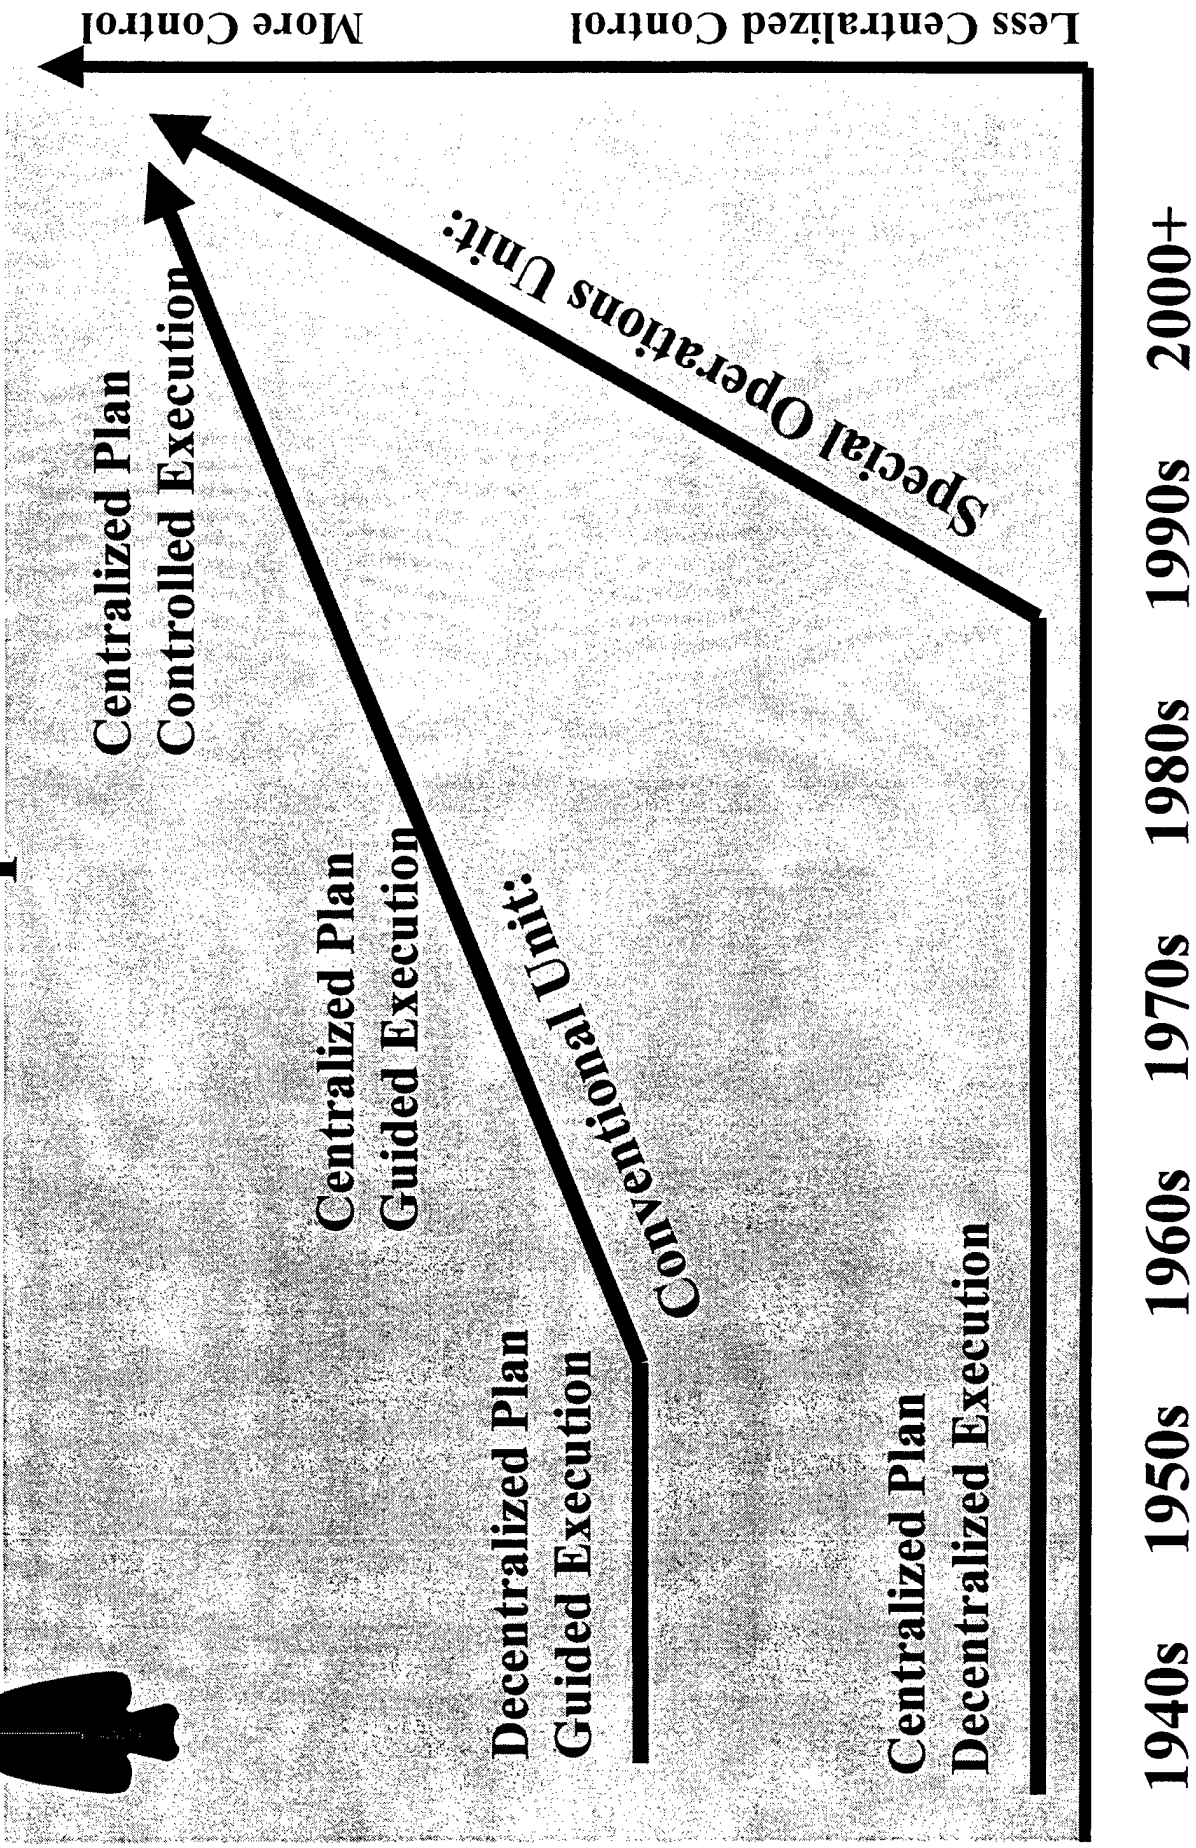 Centralized Plan
Controlled Execution
Centralized Plan
Guided Execution
Decentralized Plan
Guided Execution
Conventional Unit:
Special Operations Unit:
Centralized Plan
Decentralized Execution
More Control
Less Centralized Control
1940s 1950s 1960s 1970s 1980s 1990s 2000+